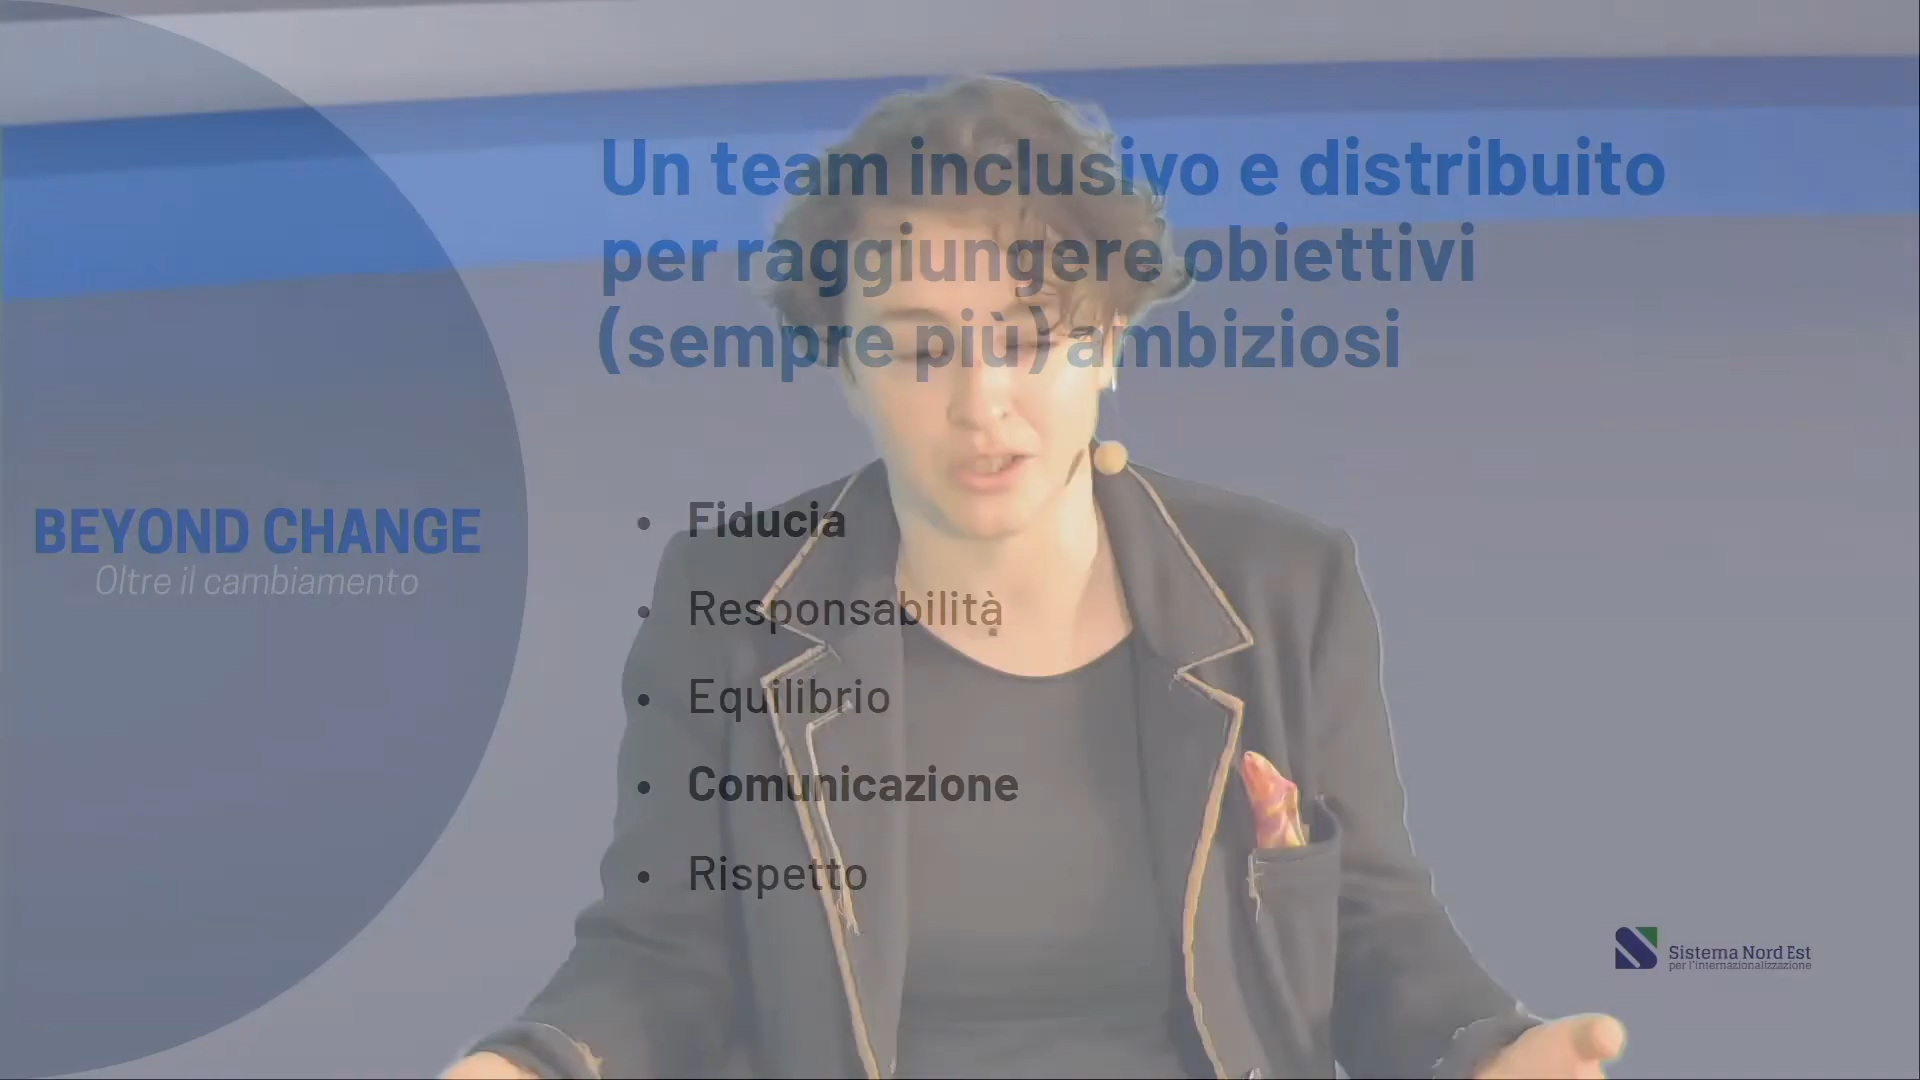 Un team inclusivo e distribuito
per raggiungere obiettivi
(sempre più) ambiziosi
BEYOND CHANGE
Oltre il cambiamento
• Fiducia
• Responsabilità
• Equilibrio
• Comunicazione
• Rispetto
Sistema Nord Est
per l'internazionalizzazione